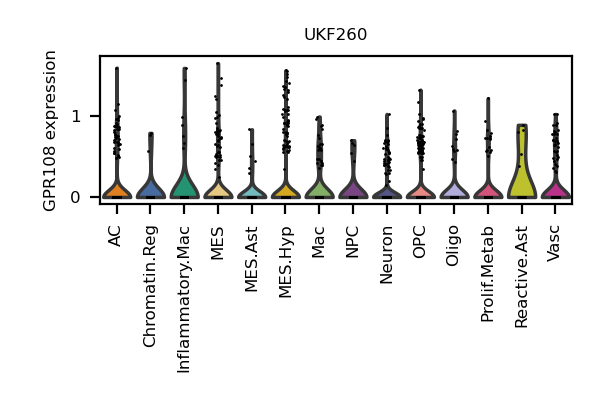 UKF260
GPR108 expression
1
0
AC
Chromatin.Reg
Inflammatory.Mac
MES
MES.Ast
MES.Hyp
Mac
NPC
Neuron
OPC
Oligo
Prolif.Metab
Reactive.Ast
Vasc